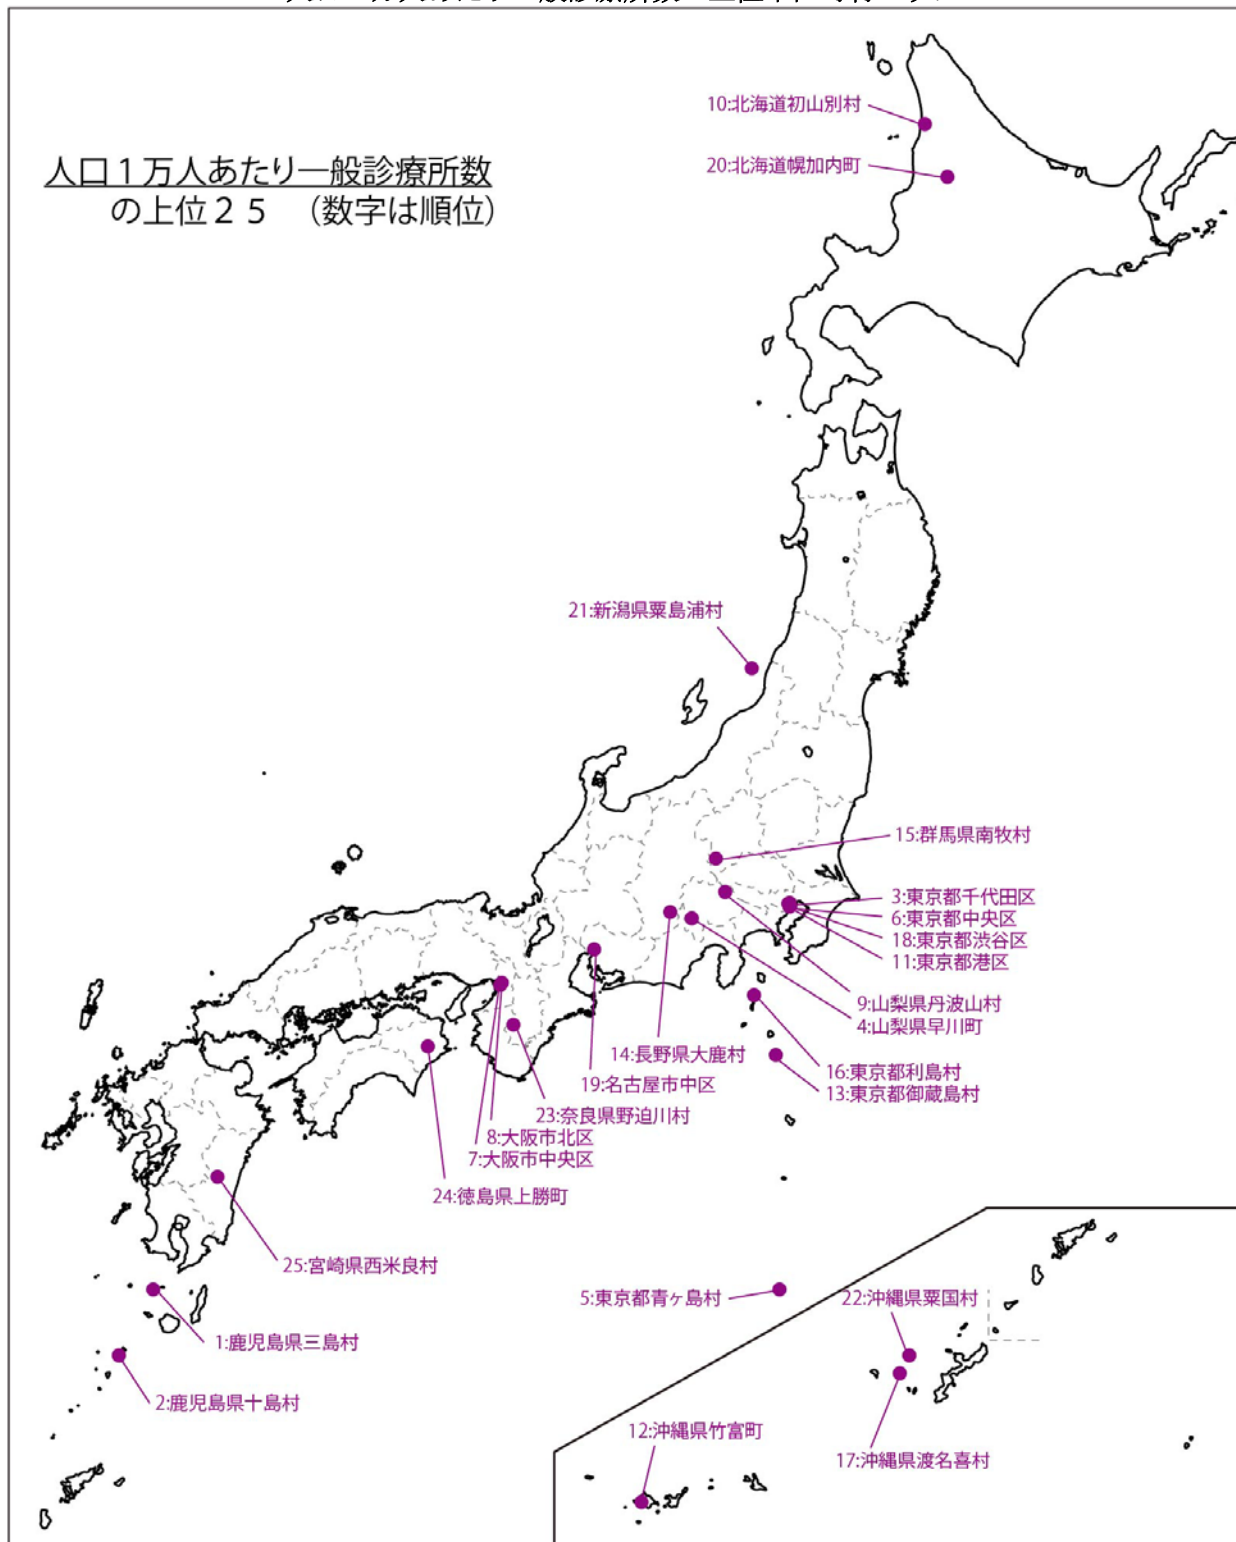 人口１万人あたり一般診療所数
の上位２５　（数字は順位）
10:北海道初山別村
20:北海道幌加内町
21:新潟県粟島浦村
15:群馬県南牧村
3:東京都千代田区
6:東京都中央区
18:東京都渋谷区
11:東京都港区
9:山梨県丹波山村
4:山梨県早川町
14:長野県大鹿村
16:東京都利島村
19:名古屋市中区
13:東京都御蔵島村
23:奈良県野迫川村
8:大阪市北区
7:大阪市中央区
24:徳島県上勝町
25:宮崎県西米良村
5:東京都青ヶ島村
22:沖縄県粟国村
1:鹿児島県三島村
2:鹿児島県十島村
12:沖縄県竹富町
17:沖縄県渡名喜村